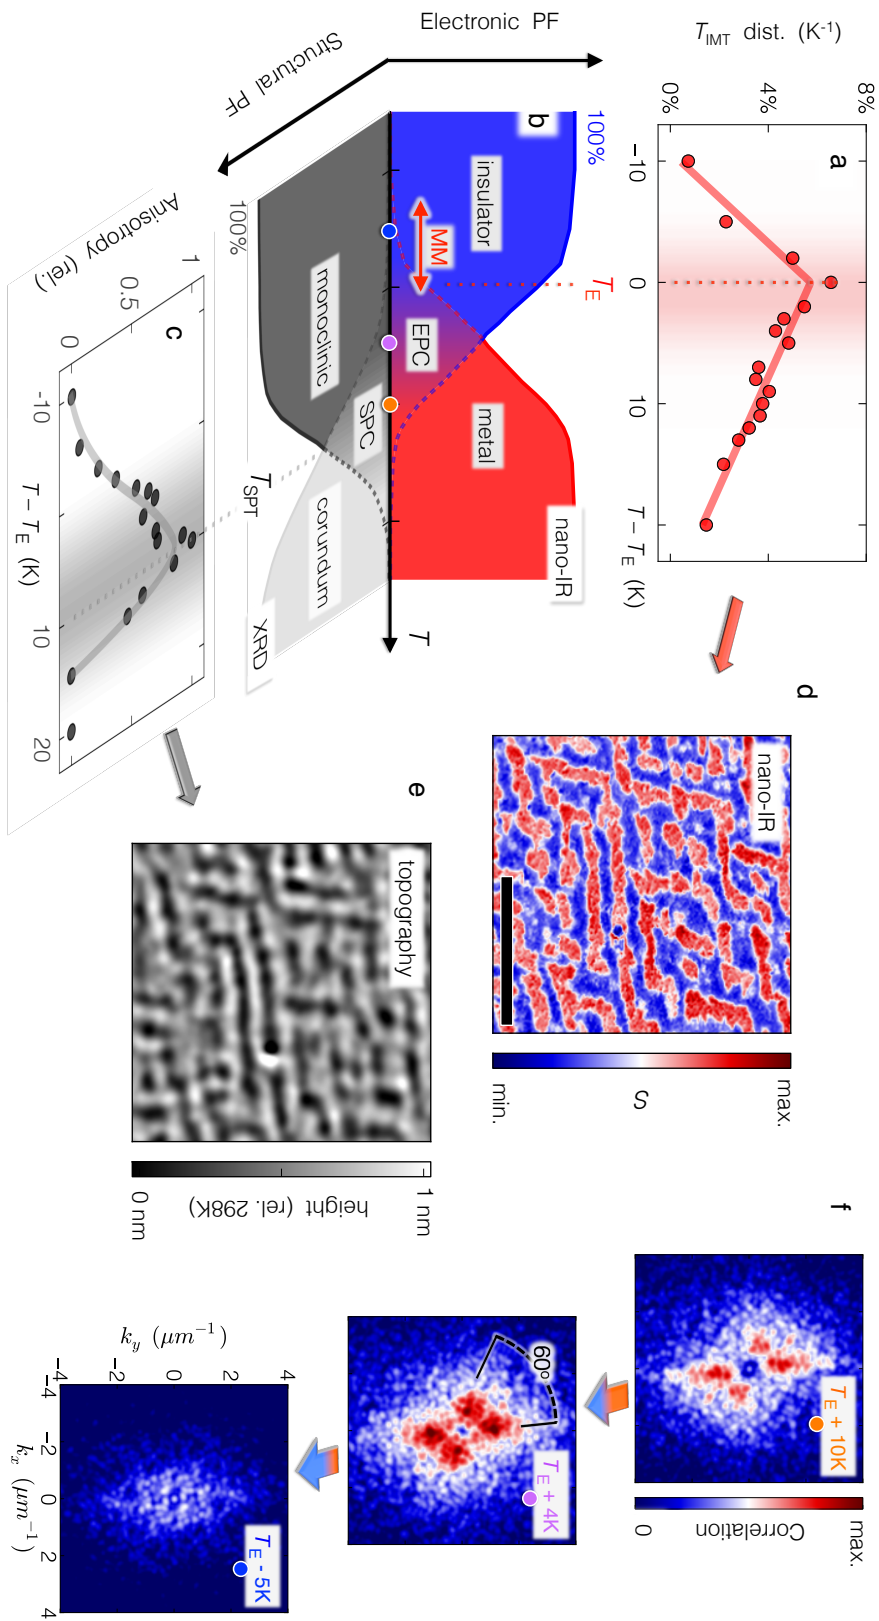 a
T_IMT dist. (K⁻¹)
0%
4%
8%
−10
0
10
T − T_E (K)
b
Electronic PF
Structural PF
100%
insulator
MM
T_E
EPC
metal
nano-IR
T
100%
monoclinic
SPC
T_SPT
corundum
XRD
c
Anisotropy (rel.)
1
0.5
0
-10
T − T_E (K)
10
20
d
nano-IR
max.
S
min.
e
topography
1 nm
height (rel. 298K)
0 nm
f
T_E + 10K
max.
Correlation
0
60º
T_E + 4K
T_E - 5K
k_y (μm⁻¹)
4
2
0
−2
−4
−4
−2
0
2
4
k_x (μm⁻¹)